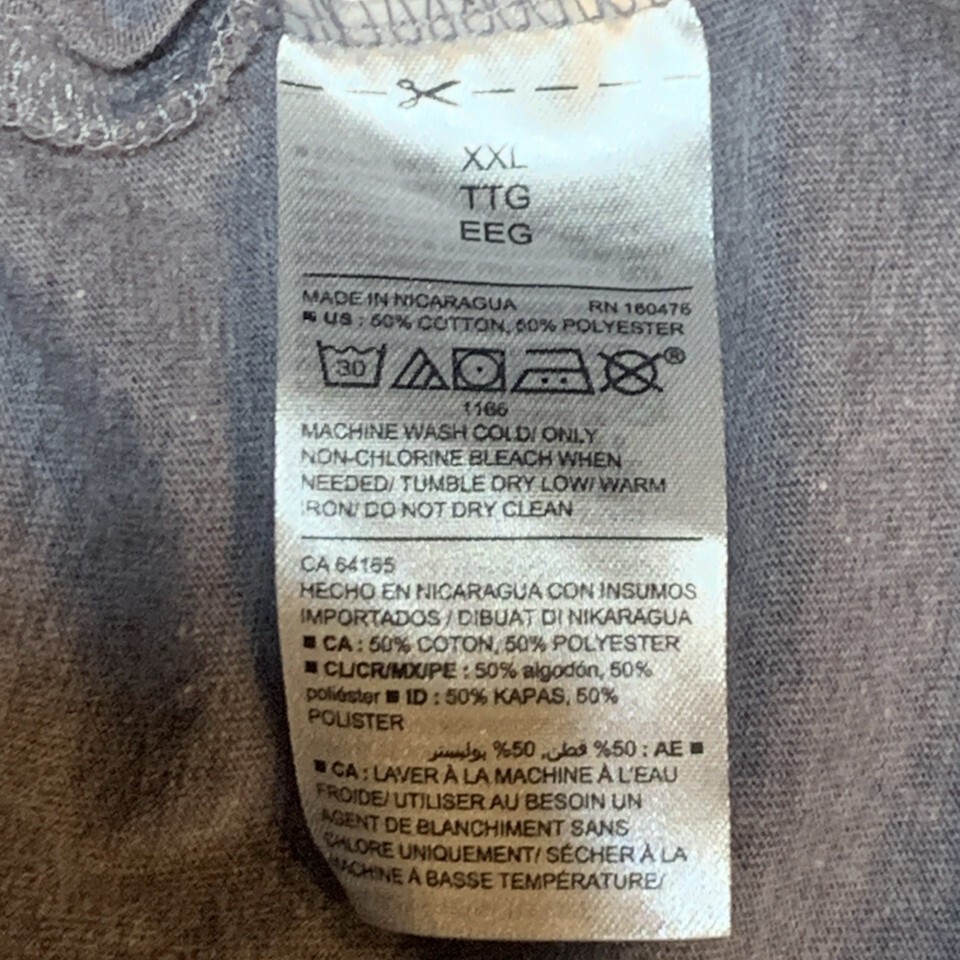 XXL
TTG
EEG
MADE IN NICARAGUA RN 160476
US : 50% COTTON, 50% POLYESTER
30
®
1166
MACHINE WASH COLD/ ONLY
NON-CHLORINE BLEACH WHEN
NEEDED/ TUMBLE DRY LOW/ WARM
IRON/ DO NOT DRY CLEAN
CA 64165
HECHO EN NICARAGUA CON INSUMOS
IMPORTADOS / DIBUAT DI NIKARAGUA
■ CA : 50% COTON, 50% POLYESTER
■ CL/CR/MX/PE : 50% algodón, 50%
poliéster ■ ID : 50% KAPAS, 50%
POLISTER
■ AE : 50% قطن, 50% بوليستر
■ CA : LAVER À LA MACHINE À L'EAU
FROIDE/ UTILISER AU BESOIN UN
AGENT DE BLANCHIMENT SANS
CHLORE UNIQUEMENT/ SÉCHER À LA
MACHINE À BASSE TEMPÉRATURE/